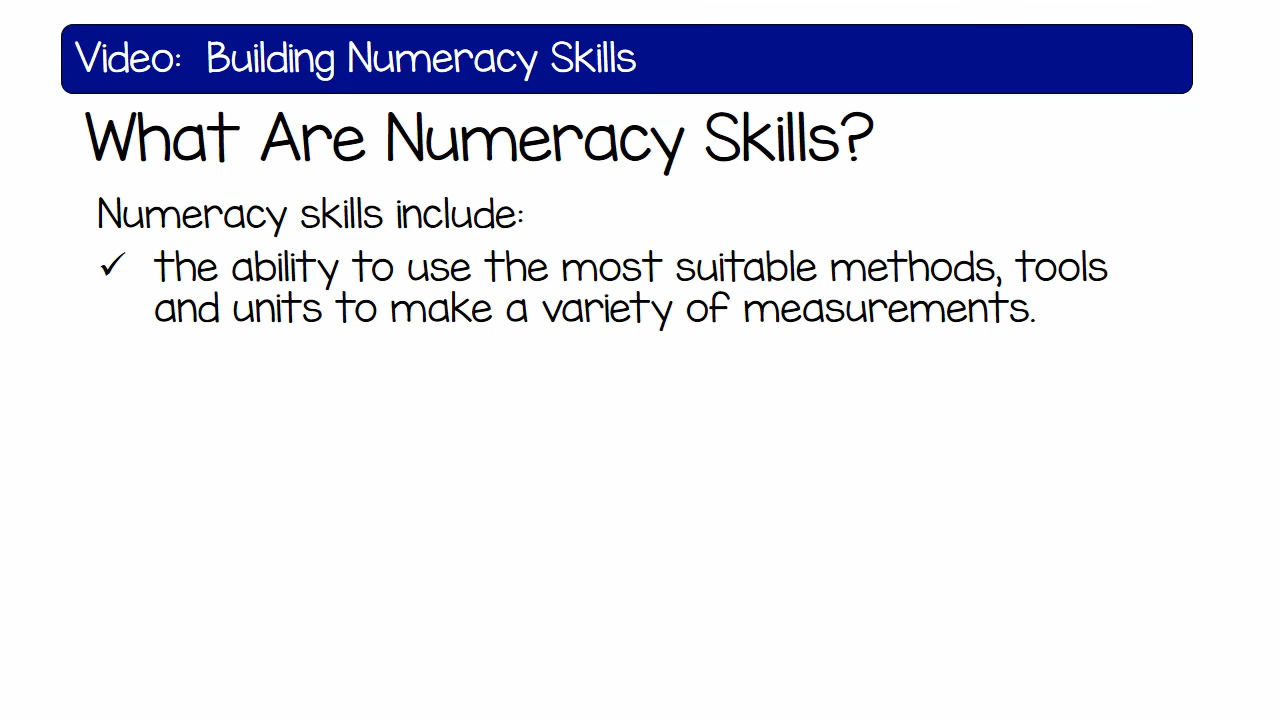 Video: Building Numeracy Skills
What Are Numeracy Skills?
Numeracy skills include:
✓ the ability to use the most suitable methods, tools
and units to make a variety of measurements.